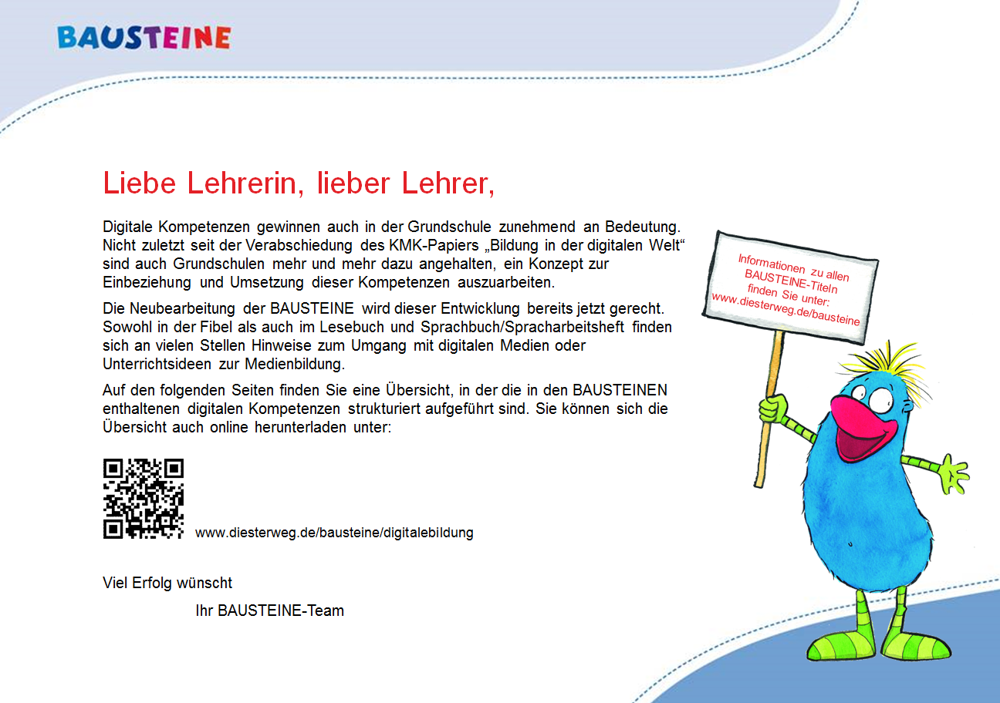 BAUSTEINE
Liebe Lehrerin, lieber Lehrer,
Digitale Kompetenzen gewinnen auch in der Grundschule zunehmend an Bedeutung.
Nicht zuletzt seit der Verabschiedung des KMK-Papiers „Bildung in der digitalen Welt“
sind auch Grundschulen mehr und mehr dazu angehalten, ein Konzept zur
Einbeziehung und Umsetzung dieser Kompetenzen auszuarbeiten.
Die Neubearbeitung der BAUSTEINE wird dieser Entwicklung bereits jetzt gerecht.
Sowohl in der Fibel als auch im Lesebuch und Sprachbuch/Spracharbeitsheft finden
sich an vielen Stellen Hinweise zum Umgang mit digitalen Medien oder
Unterrichtsideen zur Medienbildung.
Auf den folgenden Seiten finden Sie eine Übersicht, in der die in den BAUSTEINEN
enthaltenen digitalen Kompetenzen strukturiert aufgeführt sind. Sie können sich die
Übersicht auch online herunterladen unter:
www.diesterweg.de/bausteine/digitalebildung
Viel Erfolg wünscht
Ihr BAUSTEINE-Team
Informationen zu allen
BAUSTEINE-Titeln
finden Sie unter:
www.diesterweg.de/bausteine